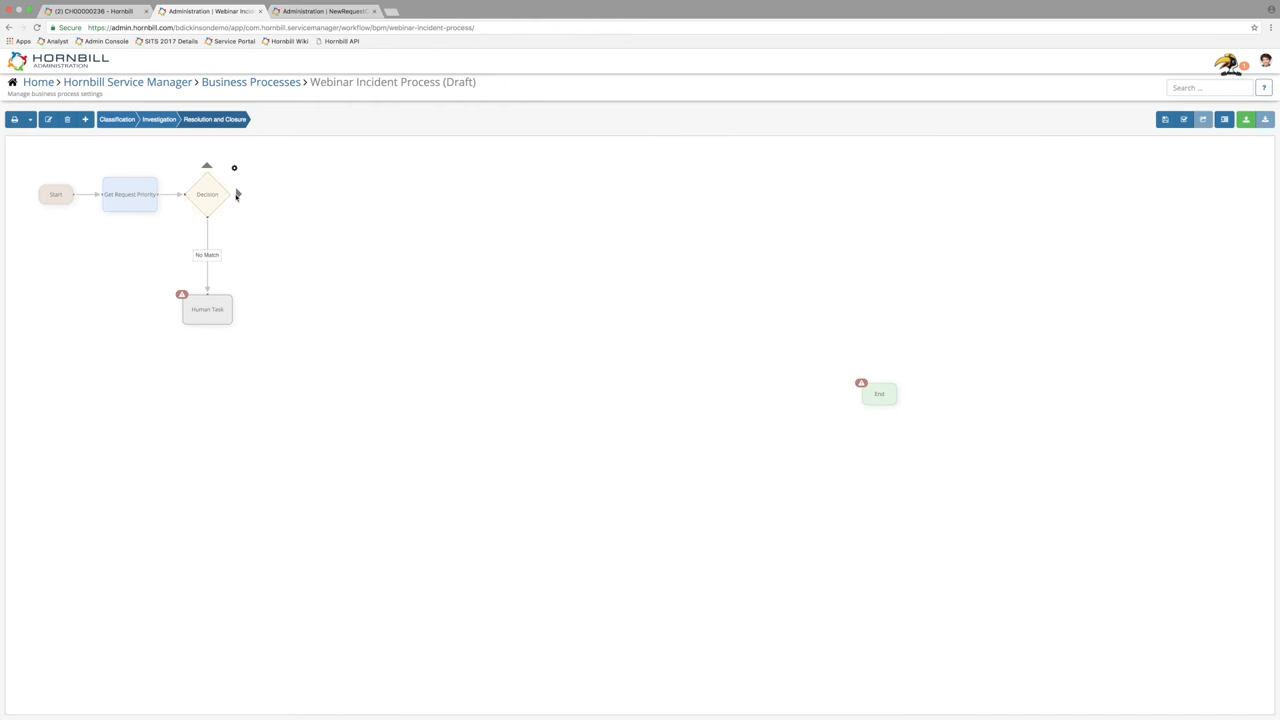 (2) CH00000236 - Hornbill
Administration | Webinar Incid
Administration | NewRequest
Secure
https://admin.hornbill.com/bdickinsondemo/app/com.hornbill.servicemanager/workflow/bpm/webinar-incident-process/
Apps
Analyst
Admin Console
SITS 2017 Details
Service Portal
Hornbill Wiki
Hornbill API
HORNBILL
ADMINISTRATION
1
Home > Hornbill Service Manager > Business Processes > Webinar Incident Process (Draft)
Manage business process settings
Search ...
?
Classification
Investigation
Resolution and Closure
Start
Get Request Priority
Decision
No Match
Human Task
End